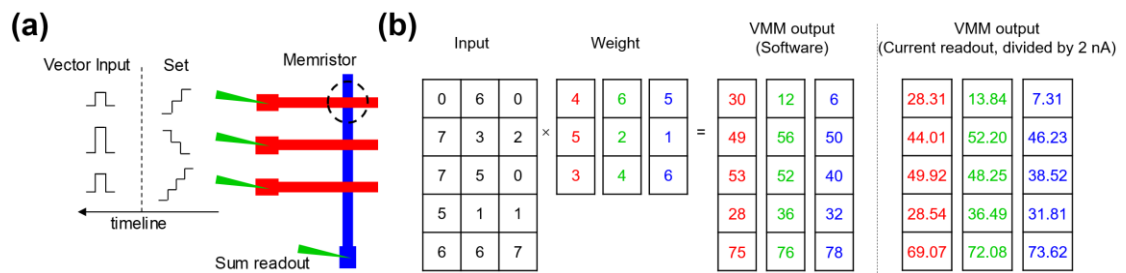 (a)
Vector Input Set
Memristor
timeline
Sum readout
(b)
Input
Weight
VMM output
(Software)
VMM output
(Current readout, divided by 2 nA)
0 6 0
7 3 2
7 5 0
5 1 1
6 6 7
×
4 6 5
5 2 1
3 4 6
=
30 12 6
49 56 50
53 52 40
28 36 32
75 76 78
28.31 13.84 7.31
44.01 52.20 46.23
49.92 48.25 38.52
28.54 36.49 31.81
69.07 72.08 73.62